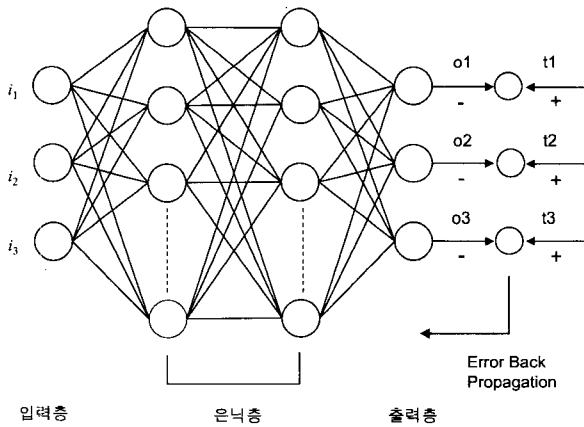 o1
t1
i1
-
+
o2
t2
i2
-
+
o3
t3
i3
-
+
Error Back
Propagation
입력층
은닉층
출력층